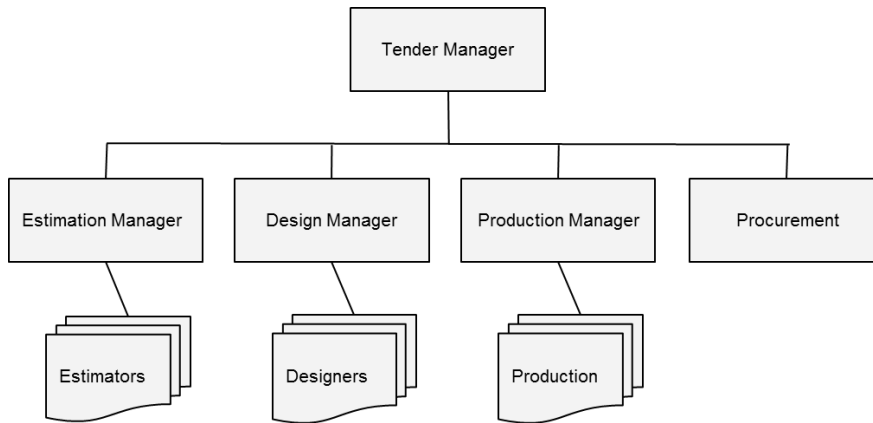 Tender Manager
Estimation Manager
Design Manager
Production Manager
Procurement
Estimators
Designers
Production